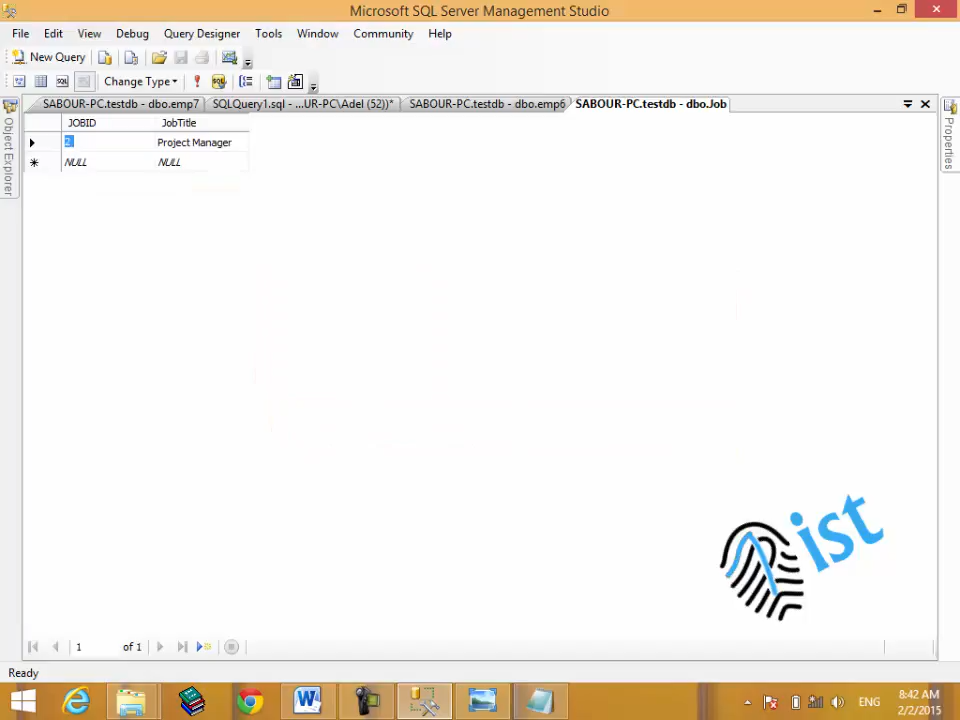 Microsoft SQL Server Management Studio
File Edit View Debug Query Designer Tools Window Community Help
New Query
Change Type
SABOUR-PC.testdb - dbo.emp7 SQLQuery1.sql - ...UR-PC\Adel (52))* SABOUR-PC.testdb - dbo.emp6 SABOUR-PC.testdb - dbo.Job
Object Explorer
Properties
JOBID JobTitle
2 Project Manager
NULL NULL
ist
1 of 1
Ready
ENG
8:42 AM
2/2/2015